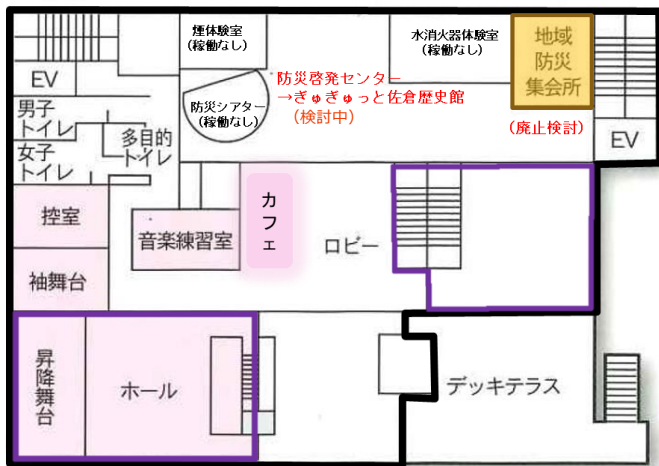 煙体験室
(稼働なし)
水消火器体験室
(稼働なし)
地域
防災
集会所
EV
防災シアター
(稼働なし)
防災啓発センター
→ぎゅぎゅっと佐倉歴史館
(検討中)
(廃止検討)
EV
男子
トイレ
女子
トイレ
多目的
トイレ
控室
袖舞台
音楽練習室
カフェ
ロビー
昇降舞台
ホール
デッキテラス